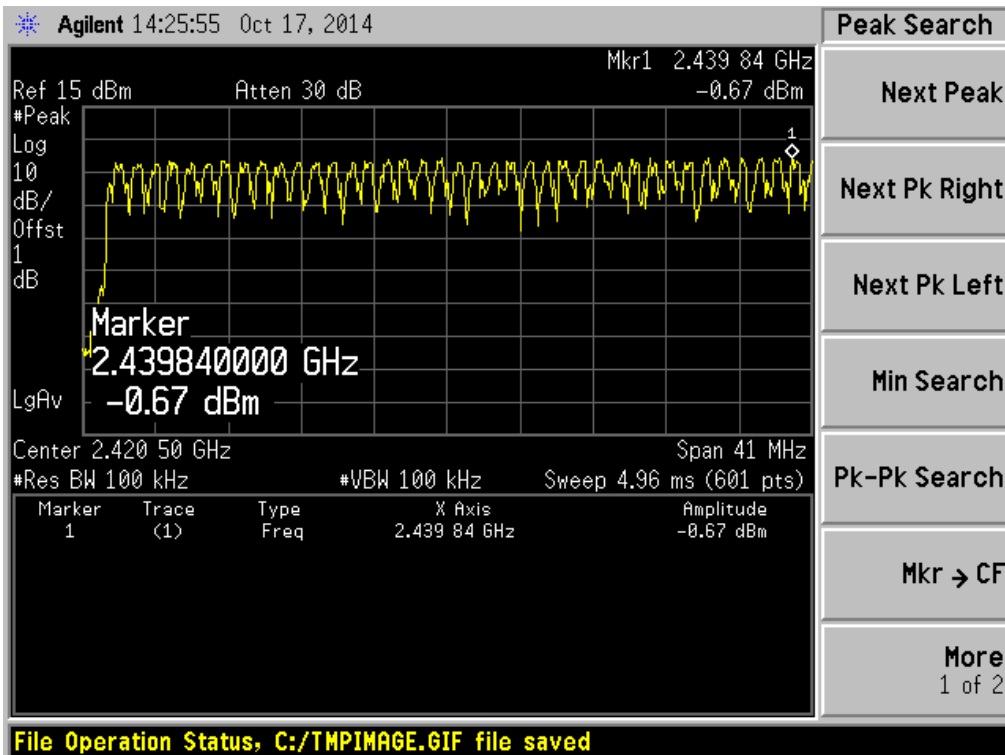 Agilent 14:25:55 Oct 17, 2014
Peak Search
Mkr1 2.439 84 GHz
Ref 15 dBm Atten 30 dB -0.67 dBm
#Peak
Log
10
dB/
Offst
1
dB
LgAv
1
Marker
2.439840000 GHz
-0.67 dBm
Center 2.420 50 GHz Span 41 MHz
#Res BW 100 kHz #VBW 100 kHz Sweep 4.96 ms (601 pts)
Marker Trace Type X Axis Amplitude
1 (1) Freq 2.439 84 GHz -0.67 dBm
Next Peak
Next Pk Right
Next Pk Left
Min Search
Pk-Pk Search
Mkr → CF
More
1 of 2
File Operation Status, C:/TMPIMAGE.GIF file saved